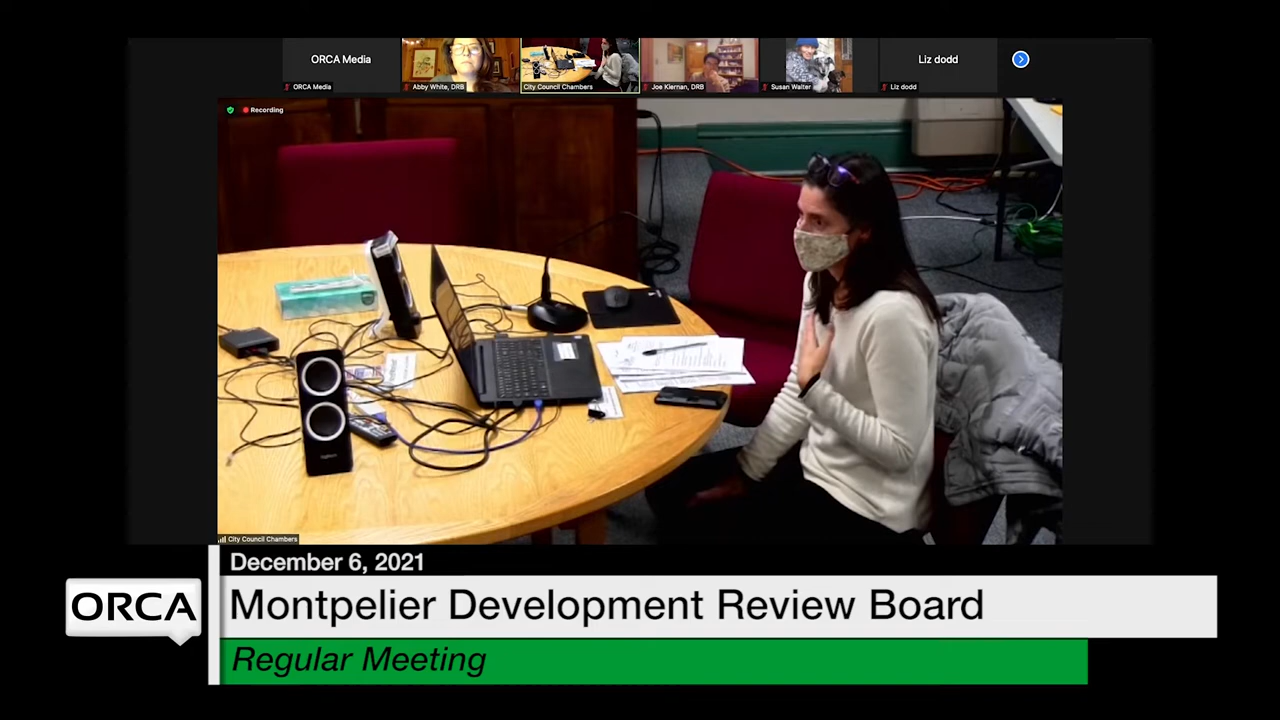 ORCA Media
Liz dodd
ORCA Media
Abby White, DRB
City Council Chambers
Joe Kiernan, DRB
Susan Walter
Liz dodd
Recording
City Council Chambers
December 6, 2021
ORCA
Montpelier Development Review Board
Regular Meeting